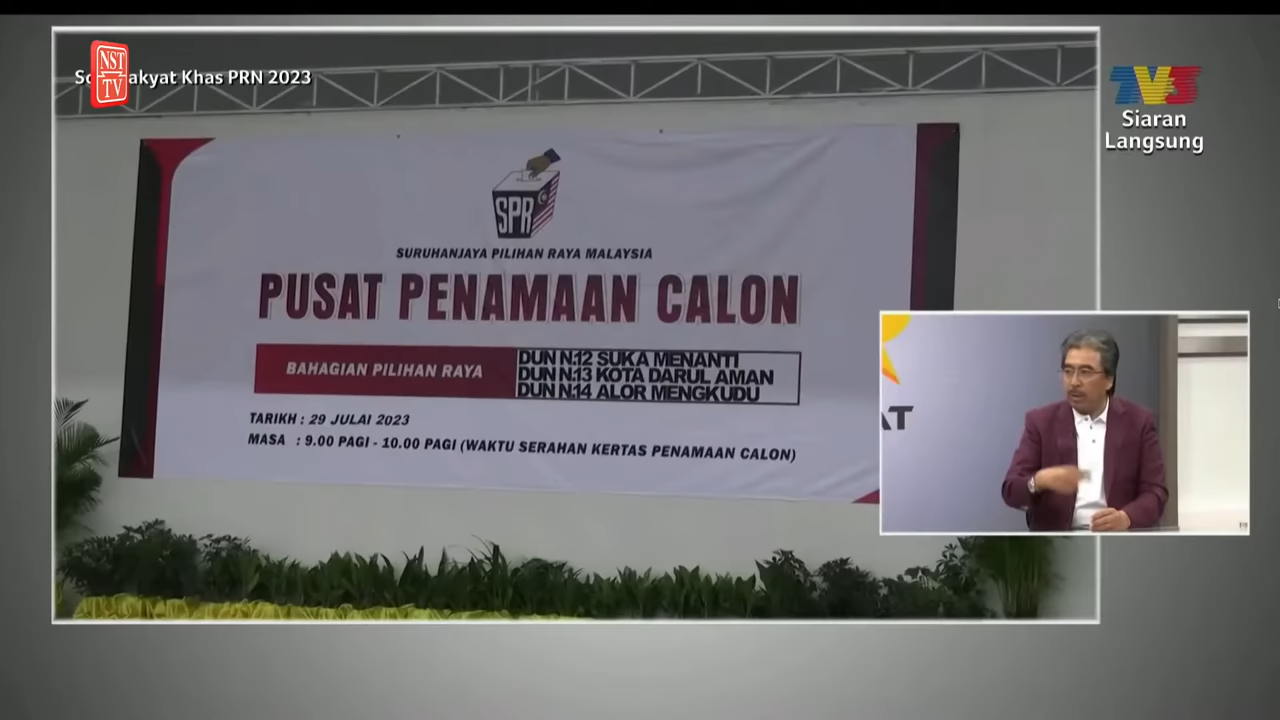 NST
TV
akyat Khas PRN 2023
TV3
Siaran
Langsung
SPR
SURUHANJAYA PILIHAN RAYA MALAYSIA
PUSAT PENAMAAN CALON
BAHAGIAN PILIHAN RAYA
DUN N.12 SUKA MENANTI
DUN N.13 KOTA DARUL AMAN
DUN N.14 ALOR MENGKUDU
TARIKH : 29 JULAI 2023
MASA : 9.00 PAGI - 10.00 PAGI (WAKTU SERAHAN KERTAS PENAMAAN CALON)
AT